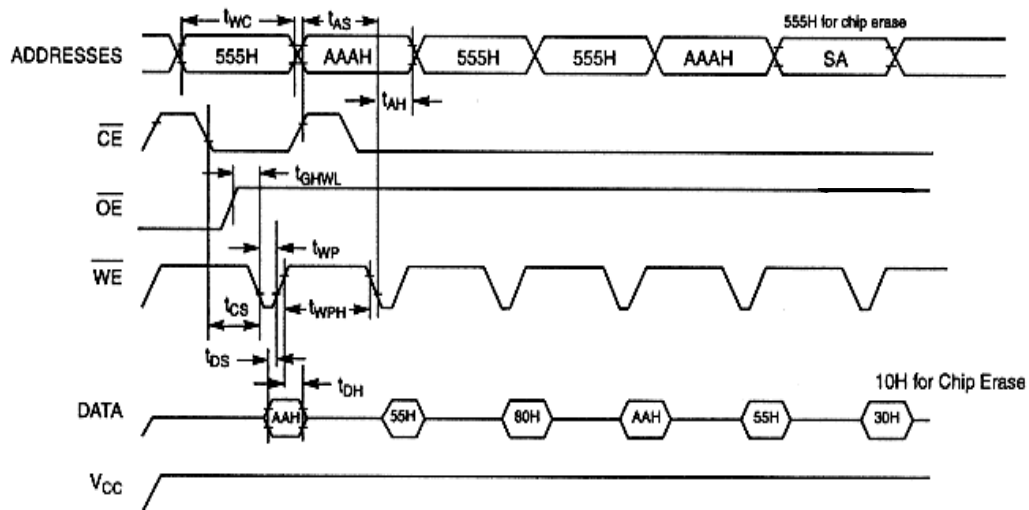 555H for chip erase
tWC tAS
ADDRESSES 555H AAAH 555H 555H AAAH SA
tAH
CE
tGHWL
OE
tWP
WE
tCS tWPH
tDS
tDH
10H for Chip Erase
DATA AAH 55H 80H AAH 55H 30H
VCC